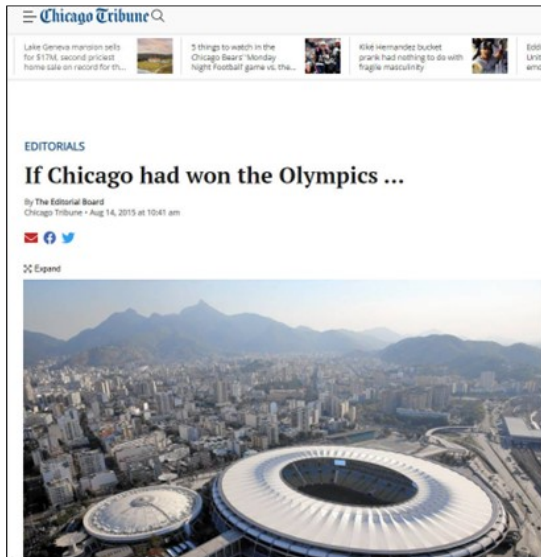 Chicago Tribune
Lake Geneva mansion sells
for $17M, second priciest
home sale on record for th...
5 things to watch in the
Chicago Bears' Monday
Night Football game vs. the...
Kiké Hernandez bucket
prank had nothing to do with
fragile masculinity
Eddi
Unit
emo
EDITORIALS
If Chicago had won the Olympics ...
By The Editorial Board
Chicago Tribune • Aug 14, 2015 at 10:41 am
Expand